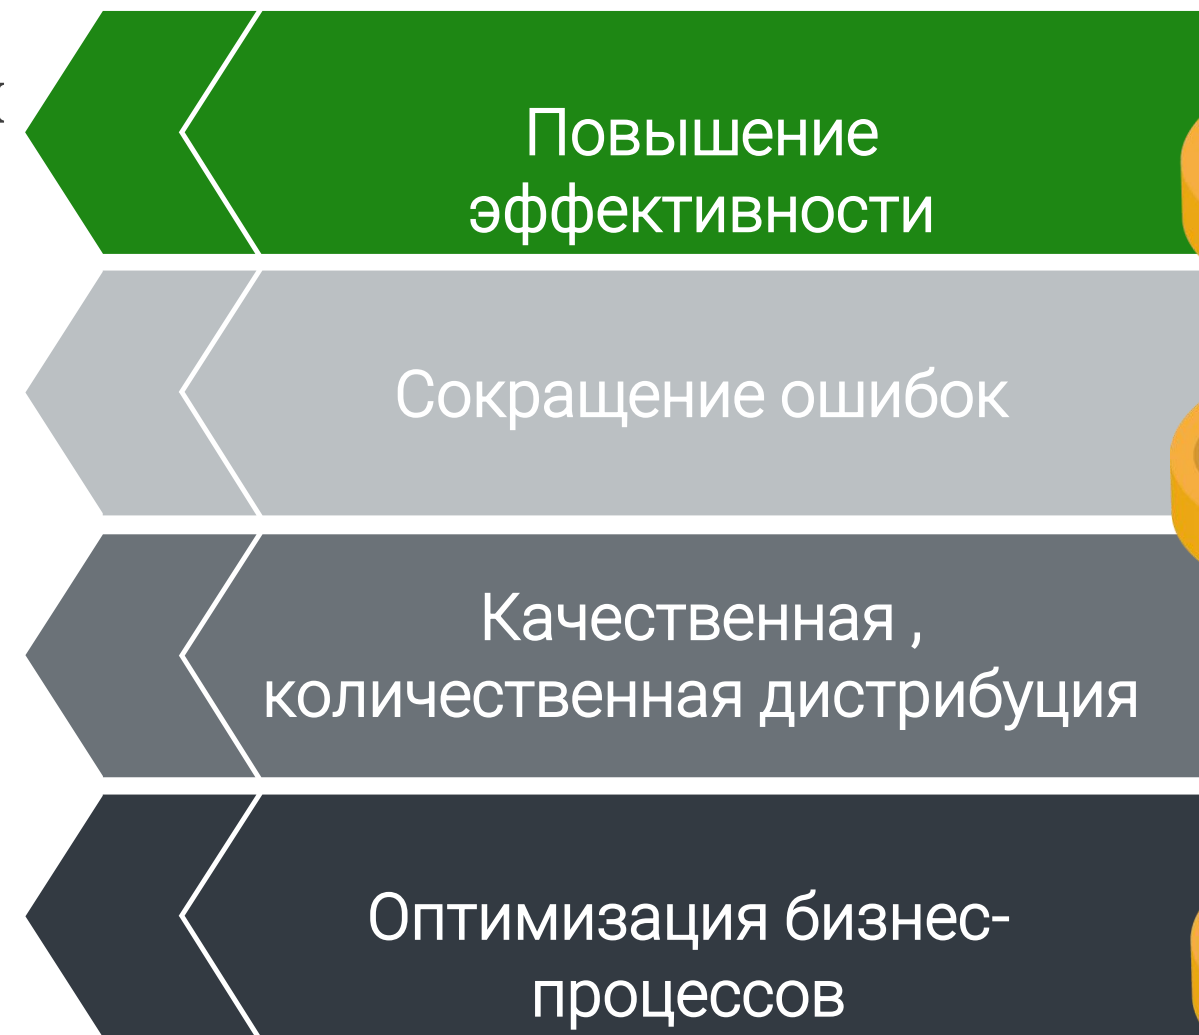 Повышение
эффективности
Сокращение ошибок
Качественная ,
количественная дистрибуция
Оптимизация бизнес-
процессов